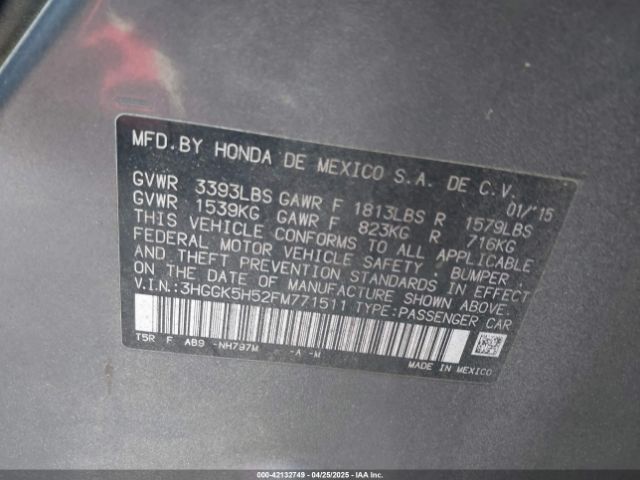 MFD.BY HONDA DE MEXICO S.A. DE C.V.
01/'15
GVWR 3393LBS GAWR F 1813LBS R 1579LBS
GVWR 1539KG GAWR F 823KG R 716KG
THIS VEHICLE CONFORMS TO ALL APPLICABLE
FEDERAL MOTOR VEHICLE SAFETY, BUMPER,
AND THEFT PREVENTION STANDARDS IN EFFECT
ON THE DATE OF MANUFACTURE SHOWN ABOVE.
V.I.N.:3HGGK5H52FM771511 TYPE:PASSENGER CAR
T5R F AB9 -NH797M -A -M
MADE IN MEXICO
000-42132749 04/25/2025 IAAI.COM